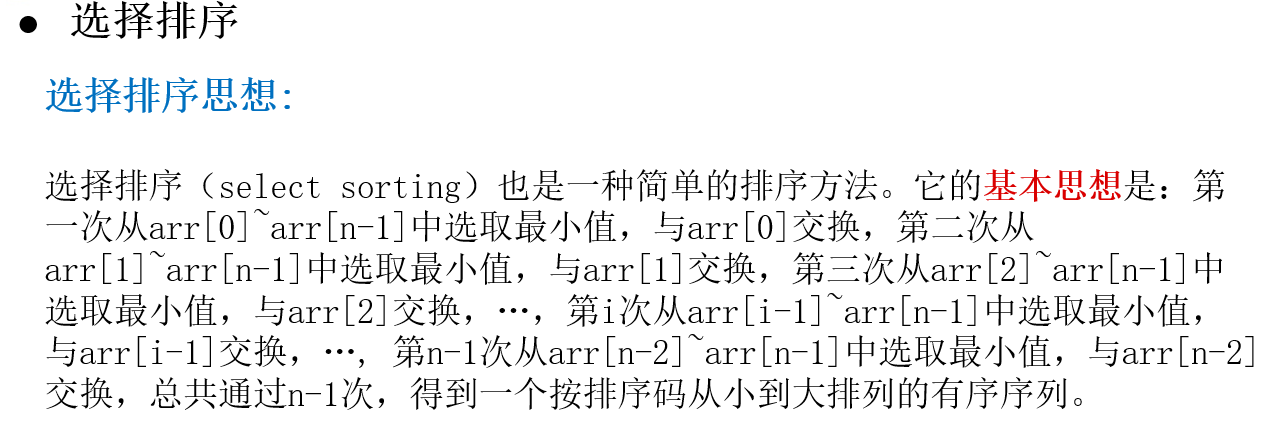 ● 选择排序
选择排序思想:
选择排序（select sorting）也是一种简单的排序方法。它的基本思想是：第
一次从arr[0]~arr[n-1]中选取最小值，与arr[0]交换，第二次从
arr[1]~arr[n-1]中选取最小值，与arr[1]交换，第三次从arr[2]~arr[n-1]中
选取最小值，与arr[2]交换，…，第i次从arr[i-1]~arr[n-1]中选取最小值，
与arr[i-1]交换，…, 第n-1次从arr[n-2]~arr[n-1]中选取最小值，与arr[n-2]
交换，总共通过n-1次，得到一个按排序码从小到大排列的有序序列。